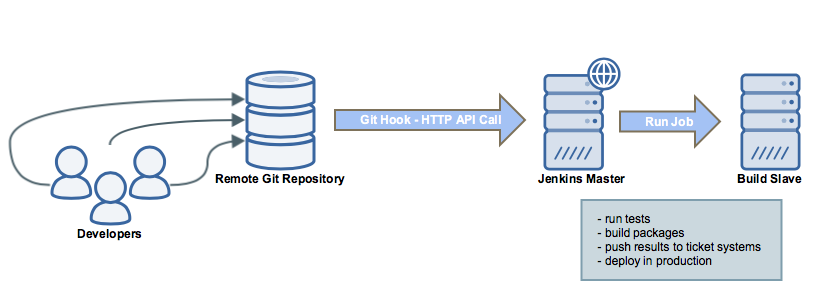 Git Hook - HTTP API Call
Run Job
Remote Git Repository
Jenkins Master
Build Slave
Developers
- run tests
- build packages
- push results to ticket systems
- deploy in production